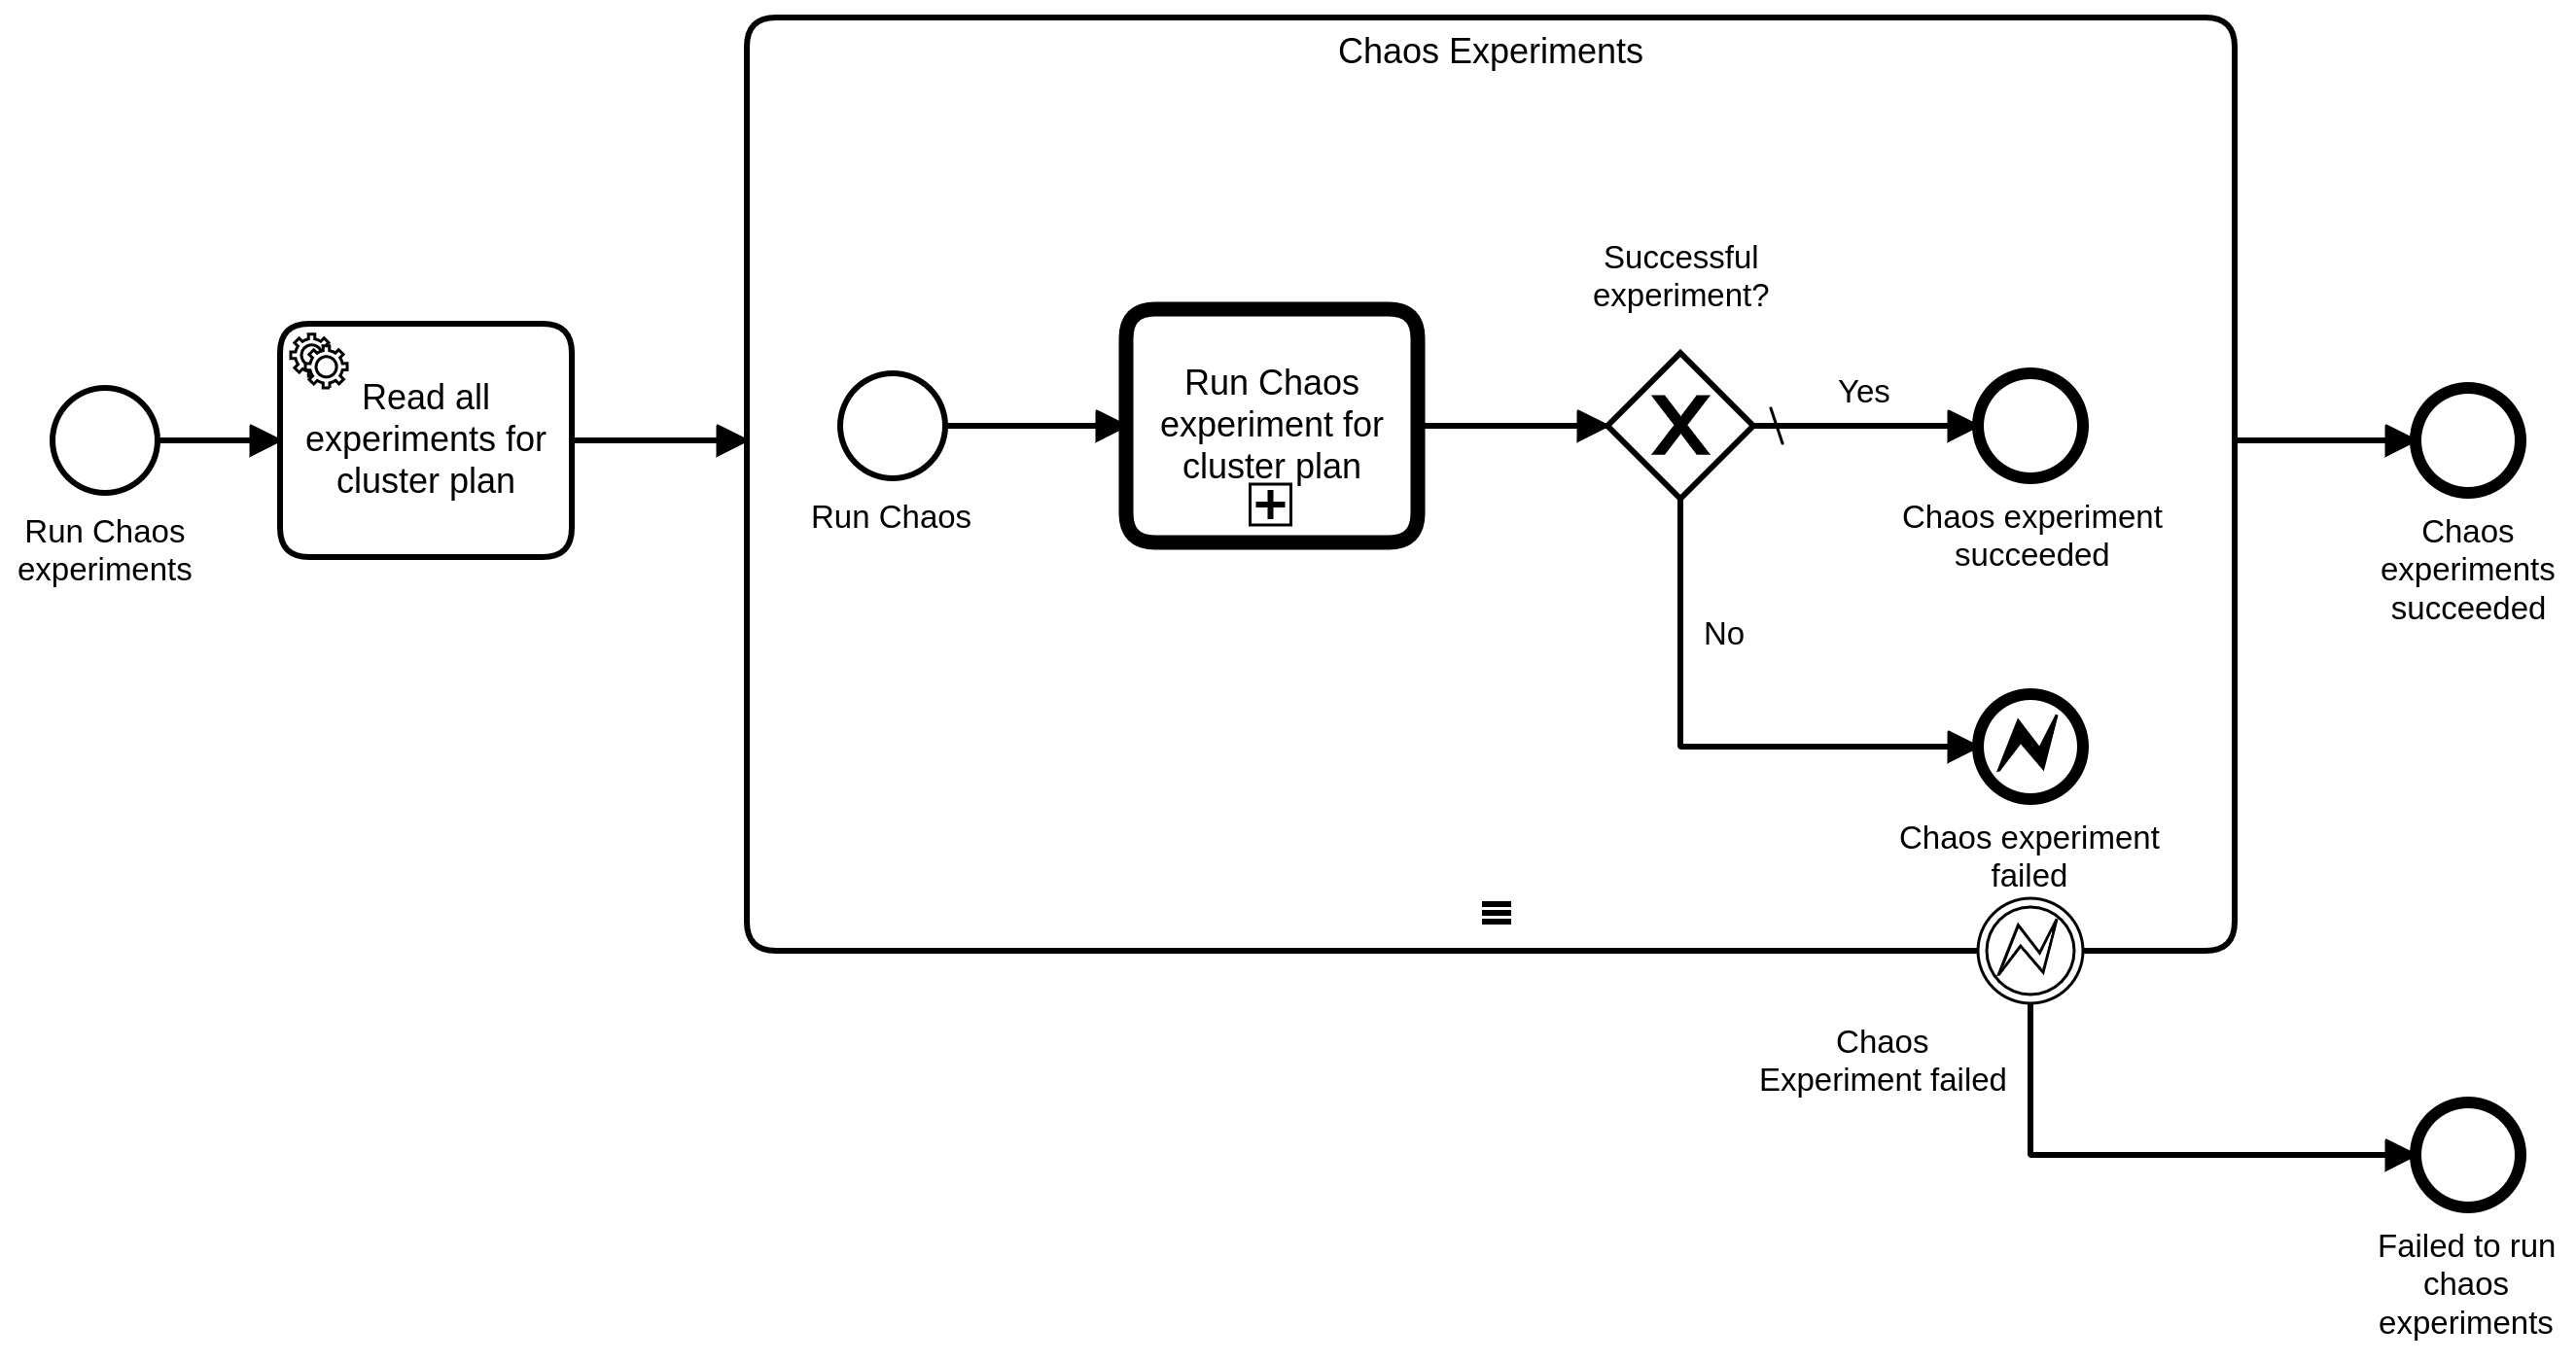 Chaos Experiments
Run Chaos
experiments
Read all
experiments for
cluster plan
Run Chaos
Run Chaos
experiment for
cluster plan
Successful
experiment?
Yes
No
Chaos experiment
succeeded
Chaos experiment
failed
Chaos
Experiment failed
Chaos
experiments
succeeded
Failed to run
chaos
experiments